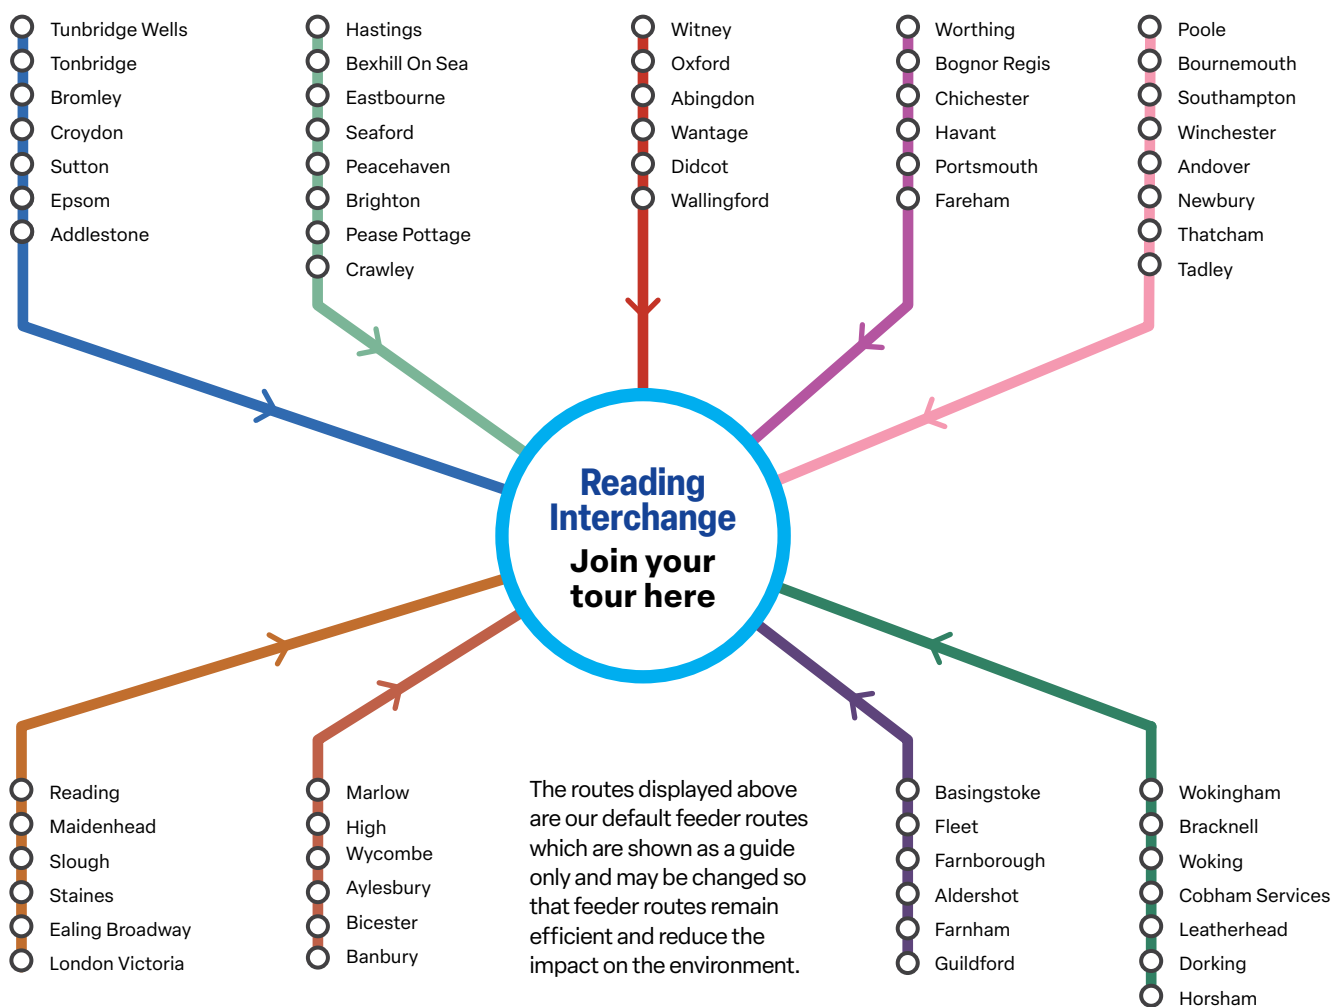 Tunbridge Wells
Tonbridge
Bromley
Croydon
Sutton
Epsom
Addlestone
Hastings
Bexhill On Sea
Eastbourne
Seaford
Peacehaven
Brighton
Pease Pottage
Crawley
Witney
Oxford
Abingdon
Wantage
Didcot
Wallingford
Worthing
Bognor Regis
Chichester
Havant
Portsmouth
Fareham
Poole
Bournemouth
Southampton
Winchester
Andover
Newbury
Thatcham
Tadley
Reading
Interchange
Join your
tour here
Reading
Maidenhead
Slough
Staines
Ealing Broadway
London Victoria
Marlow
High
Wycombe
Aylesbury
Bicester
Banbury
The routes displayed above
are our default feeder routes
which are shown as a guide
only and may be changed so
that feeder routes remain
efficient and reduce the
impact on the environment.
Basingstoke
Fleet
Farnborough
Aldershot
Farnham
Guildford
Wokingham
Bracknell
Woking
Cobham Services
Leatherhead
Dorking
Horsham